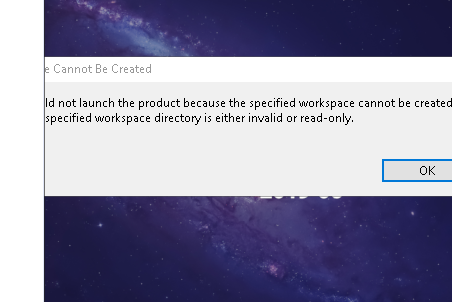 e Cannot Be Created
ld not launch the product because the specified workspace cannot be created
specified workspace directory is either invalid or read-only.
OK